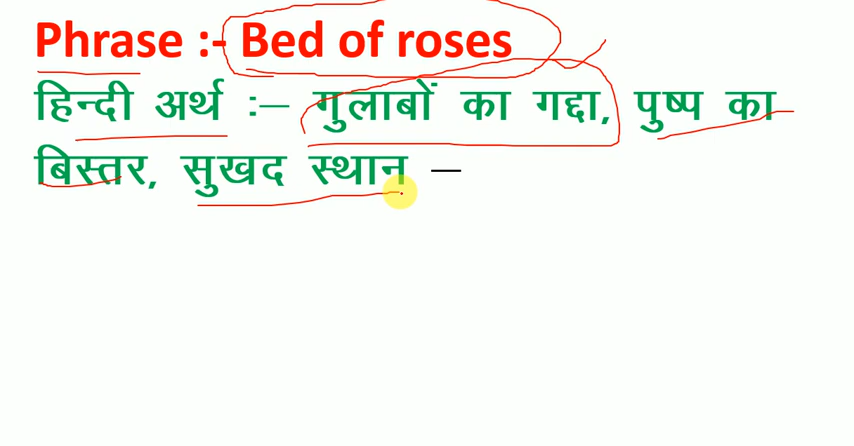 Phrase :- Bed of roses
हिन्दी अर्थ :– गुलाबों का गद्दा, पुष्प का
बिस्तर, सुखद स्थान –